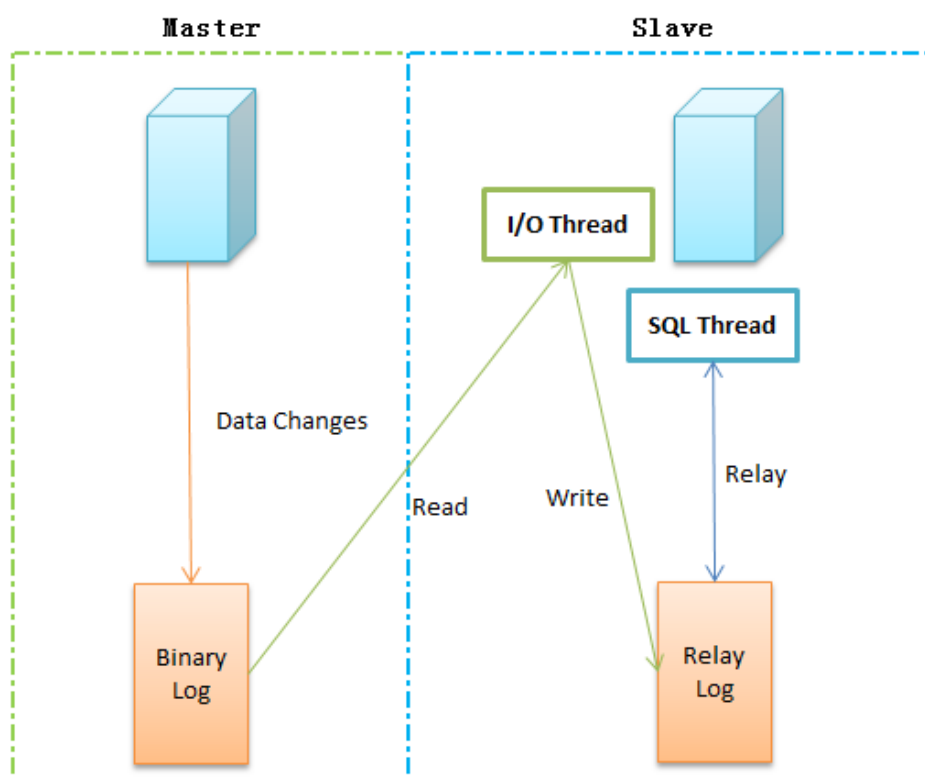 Master
Slave
I/O Thread
SQL Thread
Data Changes
Relay
Read
Write
Binary
Log
Relay
Log